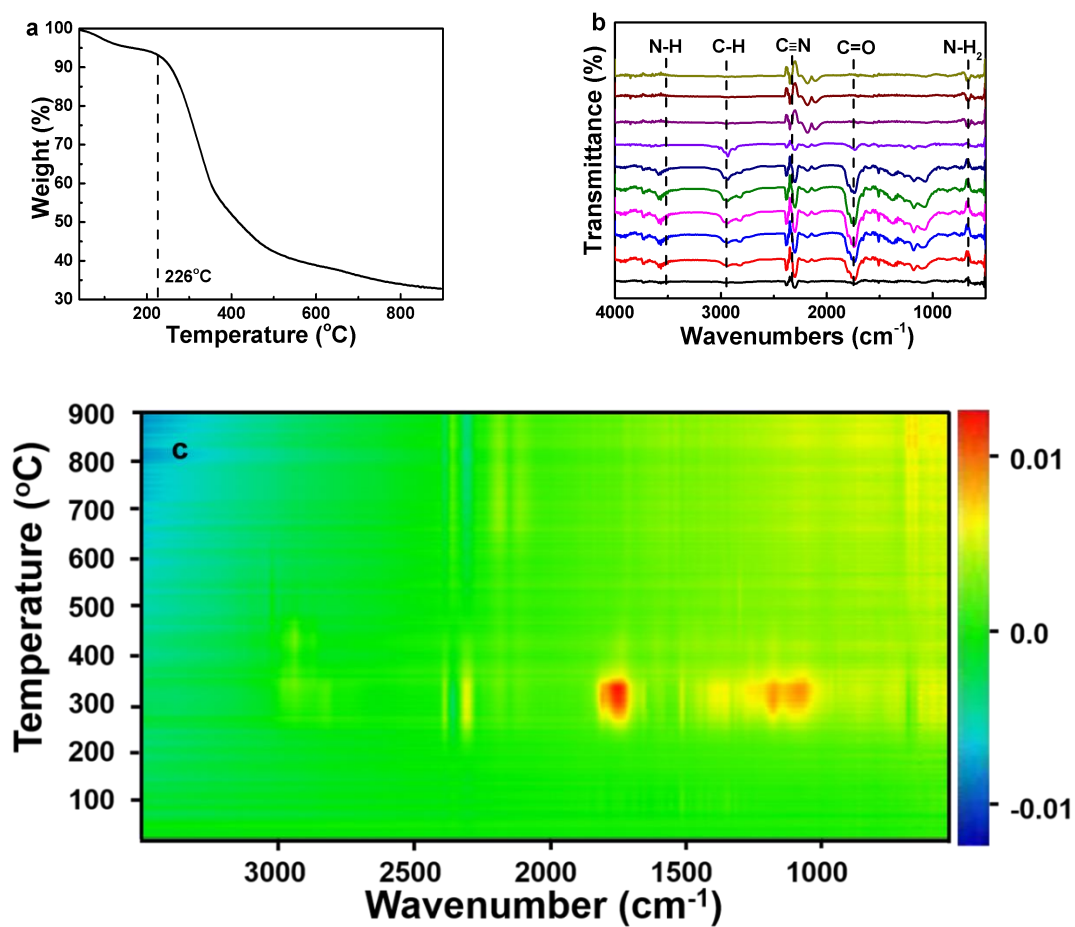 a
100
90
80
70
60
50
40
30
Weight (%)
226°C
200 400 600 800
Temperature (°C)
b
N-H C-H C≡N C=O N-H₂
Transmittance (%)
4000 3000 2000 1000
Wavenumbers (cm⁻¹)
c
900
800
700
600
500
400
300
200
100
Temperature (°C)
3000 2500 2000 1500 1000
Wavenumber (cm⁻¹)
0.01
0.0
-0.01